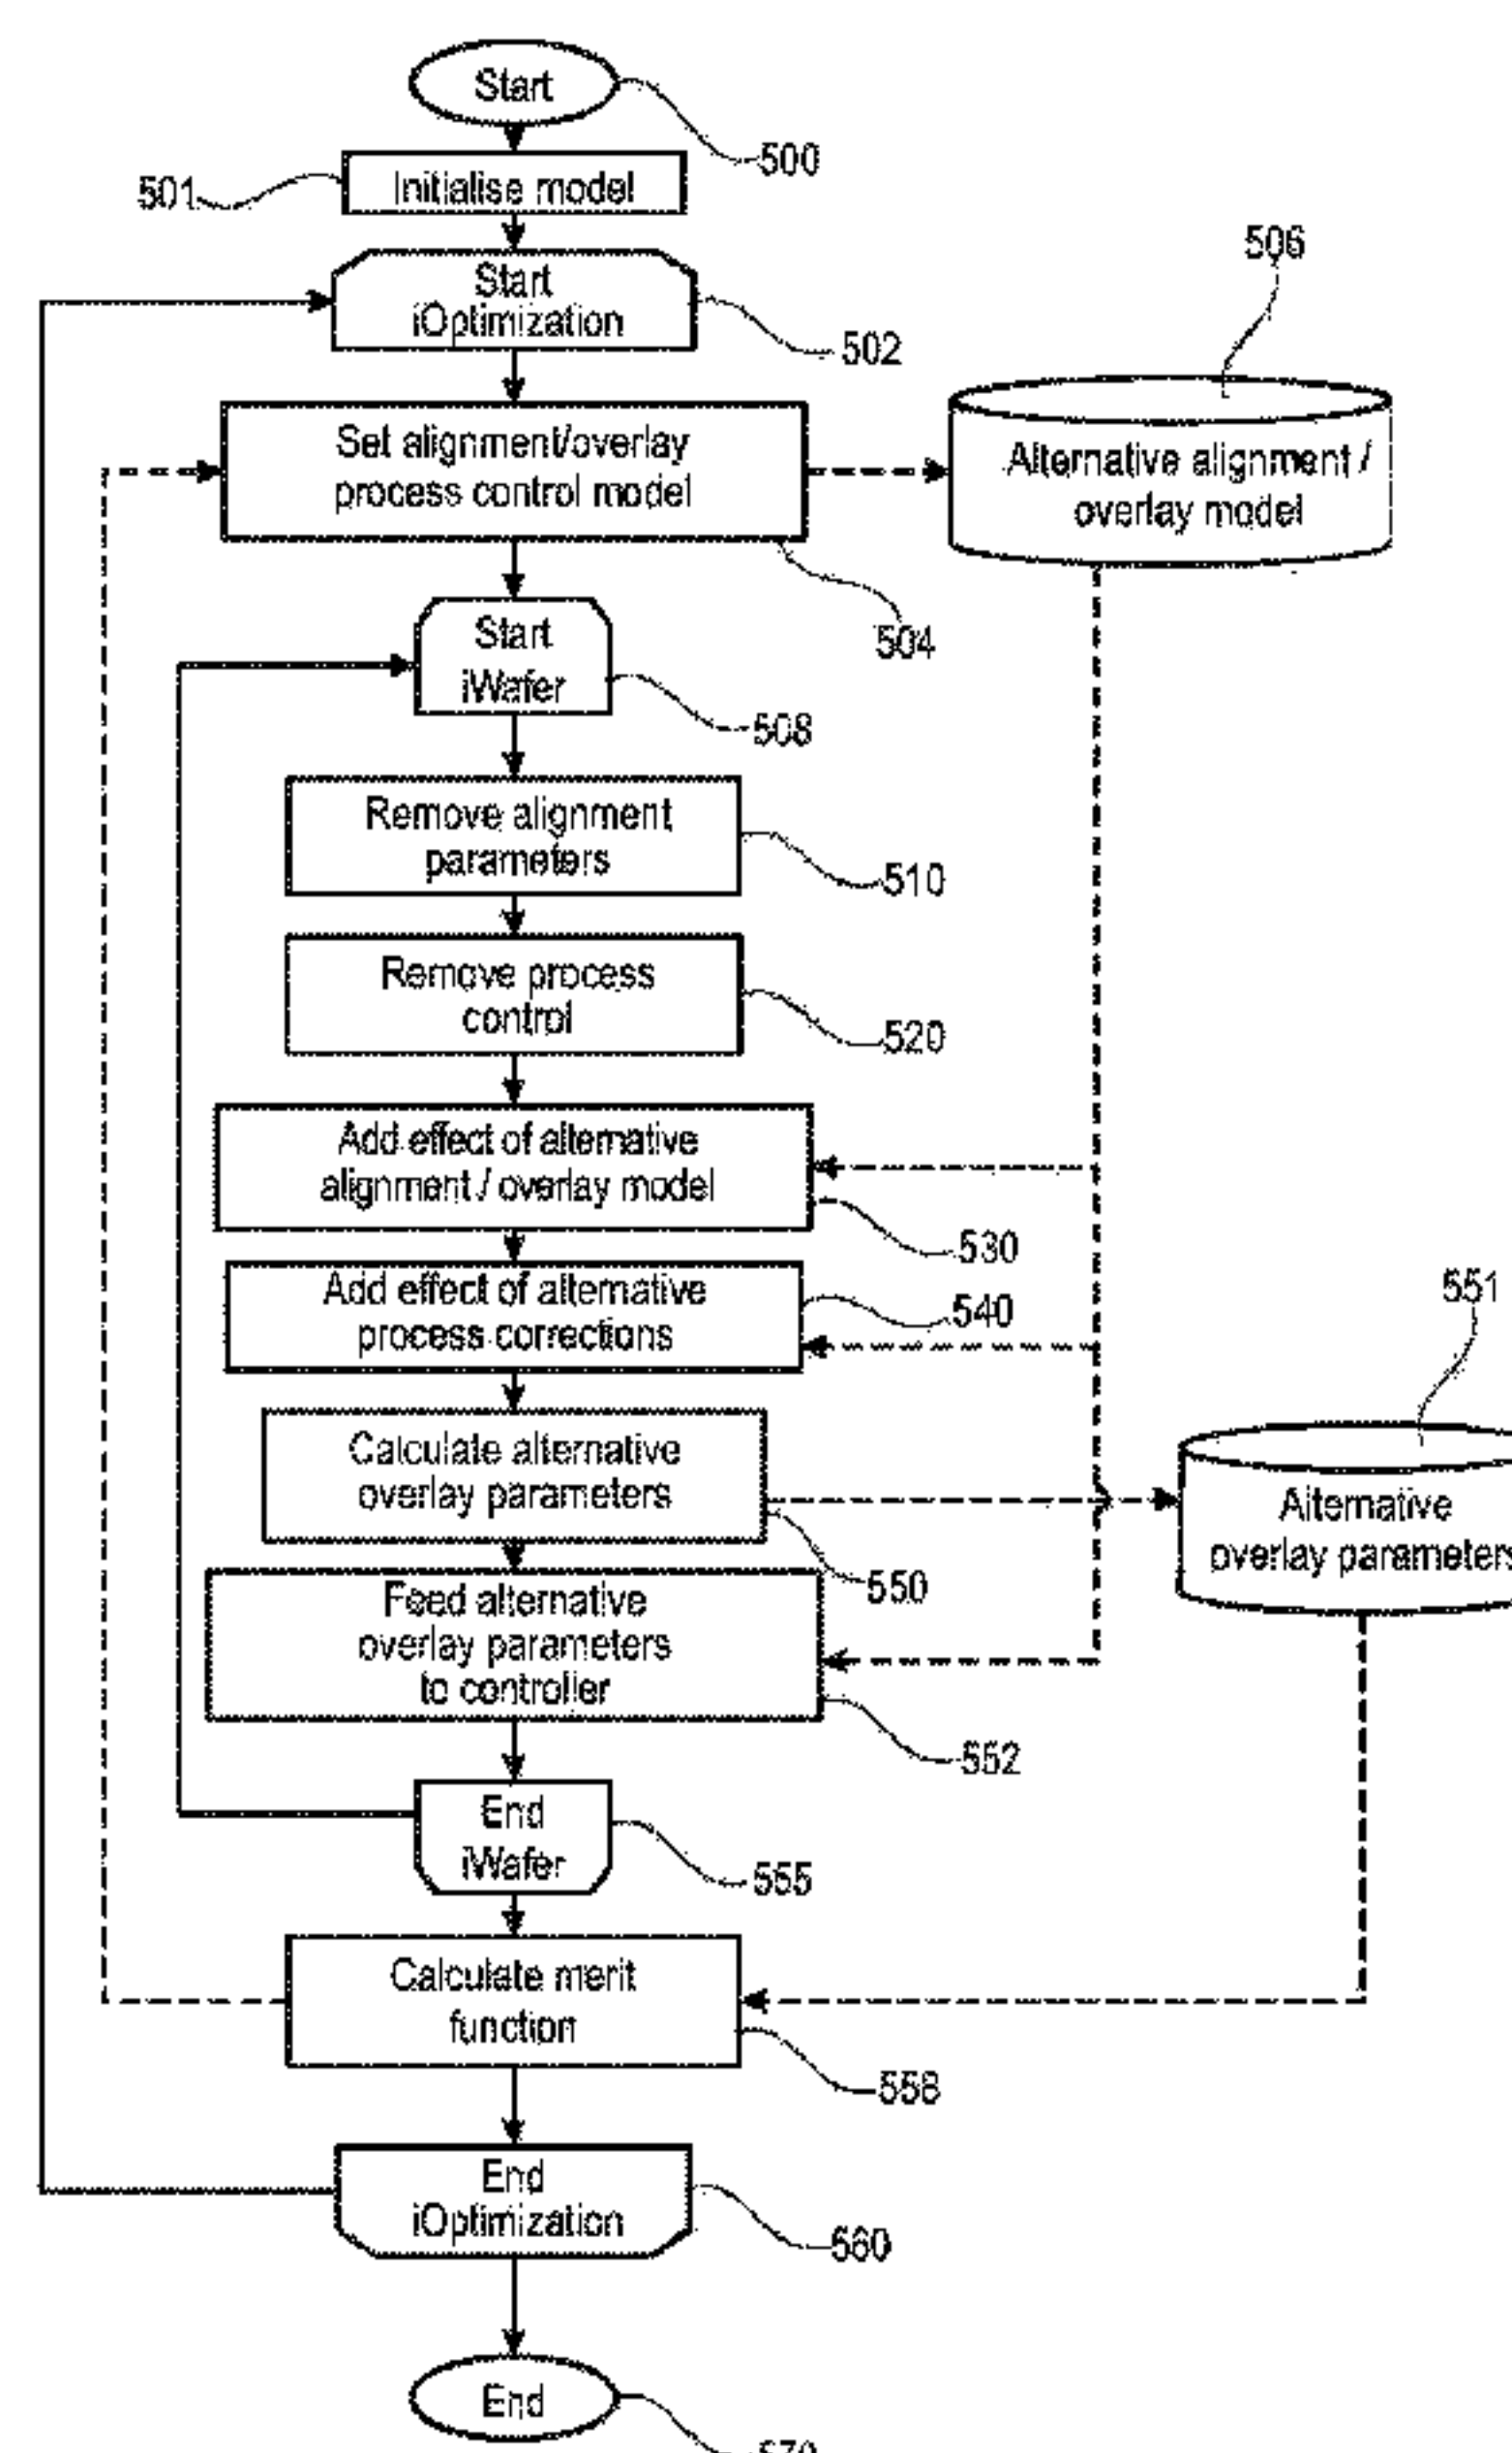 Start
500
501
Initialise model
506
Start
iOptimization
502
Set alignment/overlay
process control model
Alternative alignment /
overlay model
504
Start
iWafer
508
Remove alignment
parameters
510
Remove process
control
520
Add effect of alternative
alignment / overlay model
530
Add effect of alternative
process corrections
540
551
Calculate alternative
overlay parameters
Alternative
overlay parameters
550
Feed alternative
overlay parameters
to controller
552
End
iWafer
555
Calculate merit
function
558
End
iOptimization
560
End
570